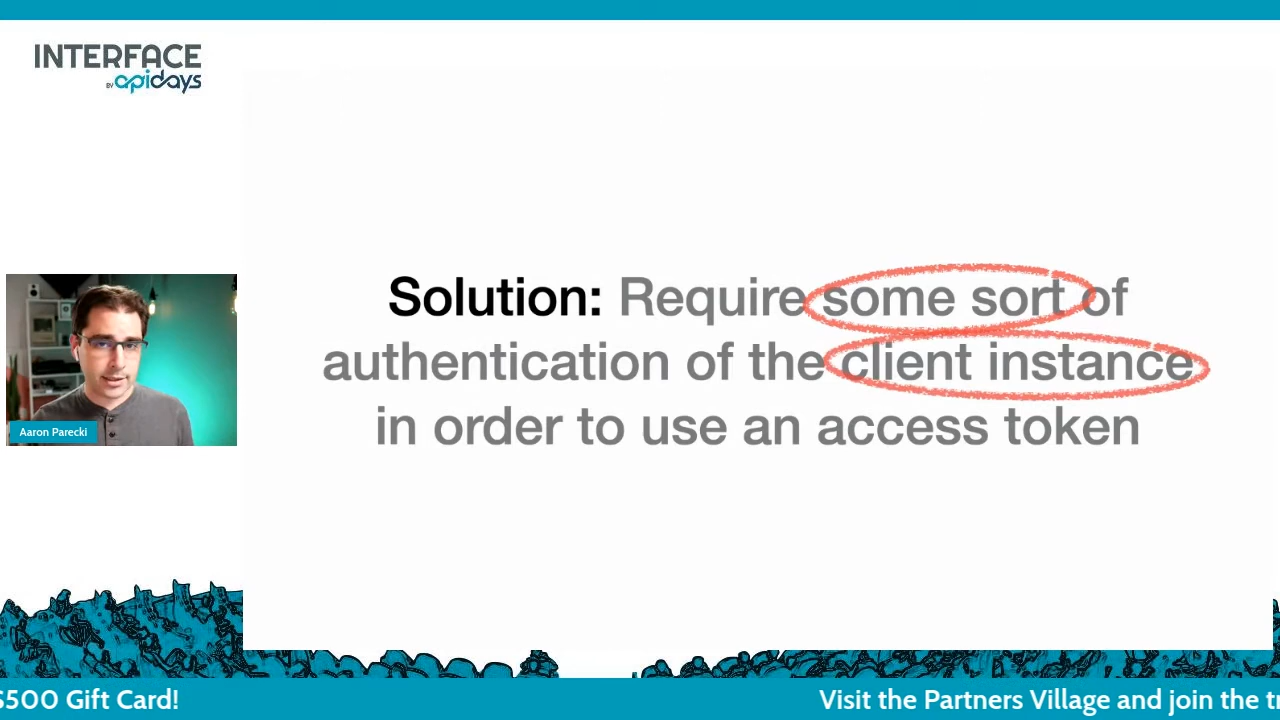 INTERFACE
BY apidays
Solution: Require some sort of
authentication of the client instance
in order to use an access token
Aaron Parecki
$500 Gift Card!
Visit the Partners Village and join the